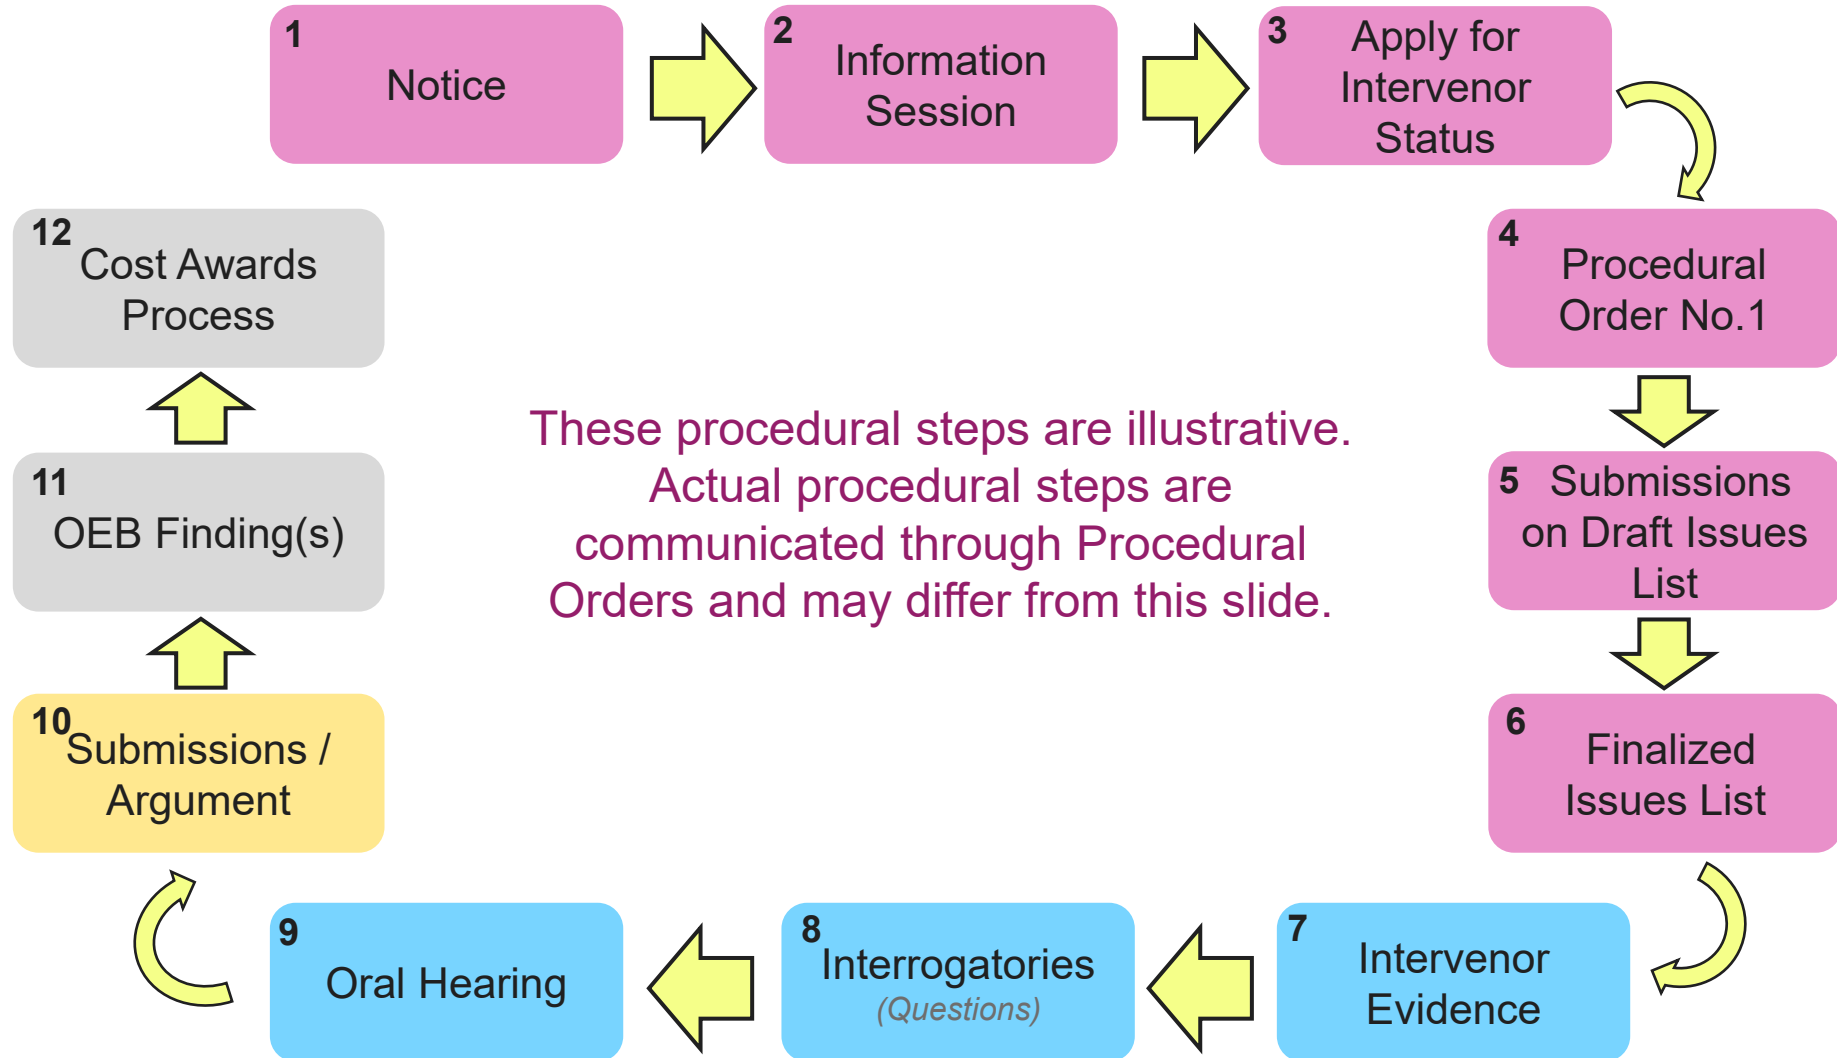 1
Notice
2
Information
Session
3
Apply for
Intervenor
Status
4
Procedural
Order No.1
5
Submissions
on Draft Issues
List
6
Finalized
Issues List
7
Intervenor
Evidence
8
Interrogatories
(Questions)
9
Oral Hearing
10
Submissions /
Argument
11
OEB Finding(s)
12
Cost Awards
Process
These procedural steps are illustrative.
Actual procedural steps are
communicated through Procedural
Orders and may differ from this slide.